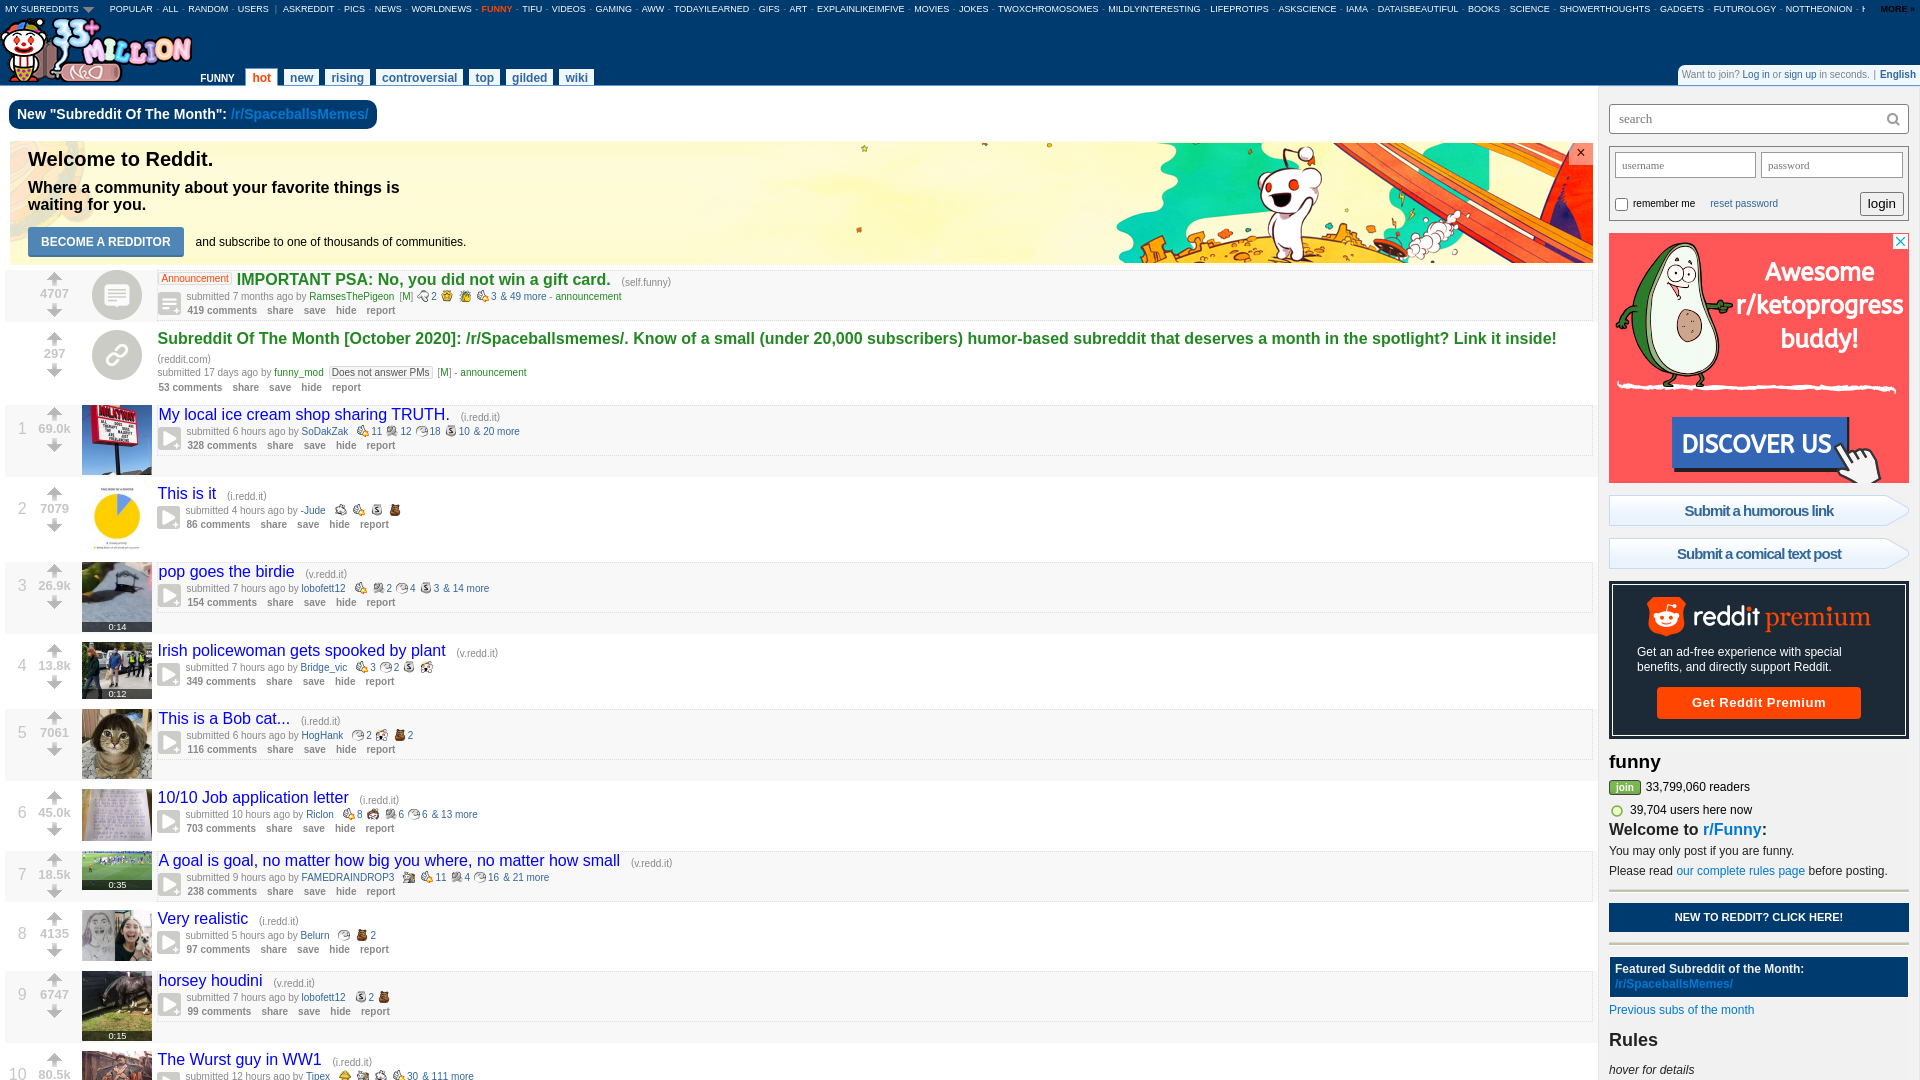 MY SUBREDDITS POPULAR - ALL - RANDOM - USERS | ASKREDDIT - PICS - NEWS - WORLDNEWS - FUNNY - TIFU - VIDEOS - GAMING - AWW - TODAYILEARNED - GIFS - ART - EXPLAINLIKEIMFIVE - MOVIES - JOKES - TWOXCHROMOSOMES - MILDLYINTERESTING - LIFEPROTIPS - ASKSCIENCE - IAMA - DATAISBEAUTIFUL - BOOKS - SCIENCE - SHOWERTHOUGHTS - GADGETS - FUTUROLOGY - NOTTHEONION - MORE »
33+ MILLION
FUNNY hot new rising controversial top gilded wiki
Want to join? Log in or sign up in seconds. | English
New "Subreddit Of The Month": /r/SpaceballsMemes/
Welcome to Reddit.
Where a community about your favorite things is
waiting for you.
BECOME A REDDITOR and subscribe to one of thousands of communities.
×
4707
Announcement IMPORTANT PSA: No, you did not win a gift card. (self.funny)
submitted 7 months ago by RamsesThePigeon [M] 2 3 & 49 more - announcement
419 comments share save hide report
297
Subreddit Of The Month [October 2020]: /r/Spaceballsmemes/. Know of a small (under 20,000 subscribers) humor-based subreddit that deserves a month in the spotlight? Link it inside!
(reddit.com)
submitted 17 days ago by funny_mod Does not answer PMs [M] - announcement
53 comments share save hide report
1 69.0k
My local ice cream shop sharing TRUTH. (i.redd.it)
submitted 6 hours ago by SoDakZak 11 12 18 10 & 20 more
328 comments share save hide report
2 7079
This is it (i.redd.it)
submitted 4 hours ago by -Jude
86 comments share save hide report
3 26.9k
0:14
pop goes the birdie (v.redd.it)
submitted 7 hours ago by lobofett12 2 4 3 & 14 more
154 comments share save hide report
4 13.8k
0:12
Irish policewoman gets spooked by plant (v.redd.it)
submitted 7 hours ago by Bridge_vic 3 2
349 comments share save hide report
5 7061
This is a Bob cat... (i.redd.it)
submitted 6 hours ago by HogHank 2 2
116 comments share save hide report
6 45.0k
10/10 Job application letter (i.redd.it)
submitted 10 hours ago by Riclon 8 6 6 & 13 more
703 comments share save hide report
7 18.5k
0:35
A goal is goal, no matter how big you where, no matter how small (v.redd.it)
submitted 9 hours ago by FAMEDRAINDROP3 11 4 16 & 21 more
238 comments share save hide report
8 4135
Very realistic (i.redd.it)
submitted 5 hours ago by Belurn 2
97 comments share save hide report
9 6747
0:15
horsey houdini (v.redd.it)
submitted 7 hours ago by lobofett12 2
99 comments share save hide report
10 80.5k
The Wurst guy in WW1 (i.redd.it)
submitted 12 hours ago by Tipex 30 & 111 more
search
username password
remember me reset password login
Awesome
r/ketoprogress
buddy!
DISCOVER US
Submit a humorous link
Submit a comical text post
reddit premium
Get an ad-free experience with special
benefits, and directly support Reddit.
Get Reddit Premium
funny
join 33,799,060 readers
39,704 users here now
Welcome to r/Funny:
You may only post if you are funny.
Please read our complete rules page before posting.
NEW TO REDDIT? CLICK HERE!
Featured Subreddit of the Month:
/r/SpaceballsMemes/
Previous subs of the month
Rules
hover for details